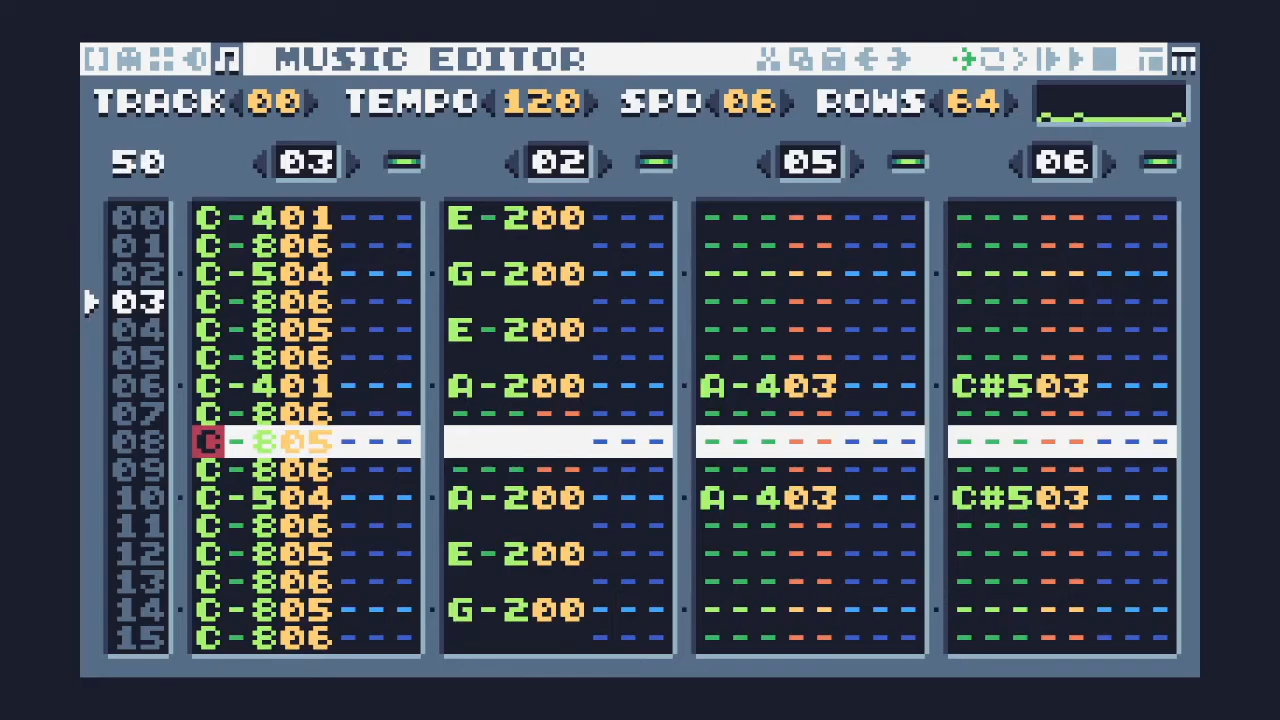 MUSIC EDITOR
TRACK 00 TEMPO 120 SPD 06 ROWS 64
50 03 02 05 06
00 C-401--- E-200--- -------- --------
01 C-806--- --- -------- --------
02 C-504--- G-200--- -------- --------
03 C-806--- --- -------- --------
04 C-805--- E-200--- -------- --------
05 C-806--- --- -------- --------
06 C-401--- A-200--- A-403--- C#503---
07 C-806--- -------- -------- --------
08 C-805--- --- -------- --------
09 C-806--- -------- -------- --------
10 C-504--- A-200--- A-403--- C#503---
11 C-806--- --- -------- --------
12 C-805--- E-200--- -------- --------
13 C-806--- --- -------- --------
14 C-805--- G-200--- -------- --------
15 C-806--- --- -------- --------